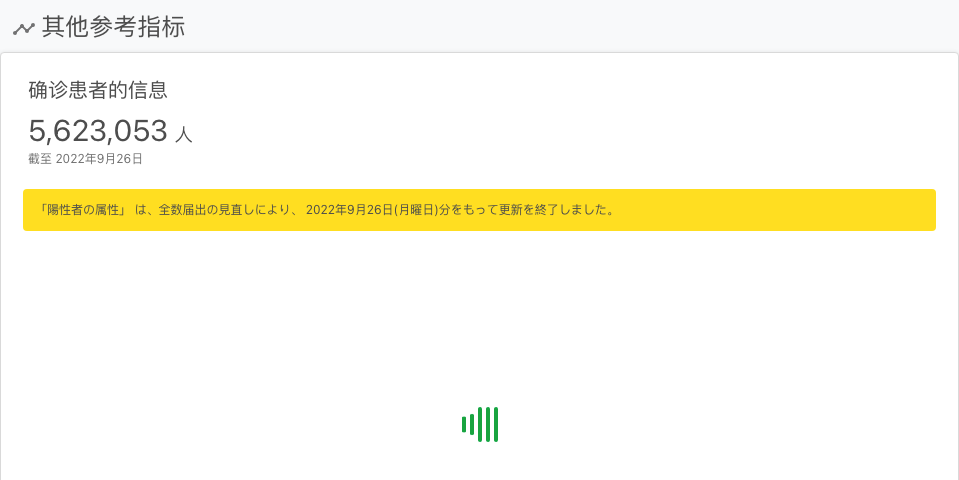 其他参考指标
确诊患者的信息
5,623,053 人
截至 2022年9月26日
「陽性者の属性」 は、全数届出の見直しにより、 2022年9月26日(月曜日)分をもって更新を終了しました。